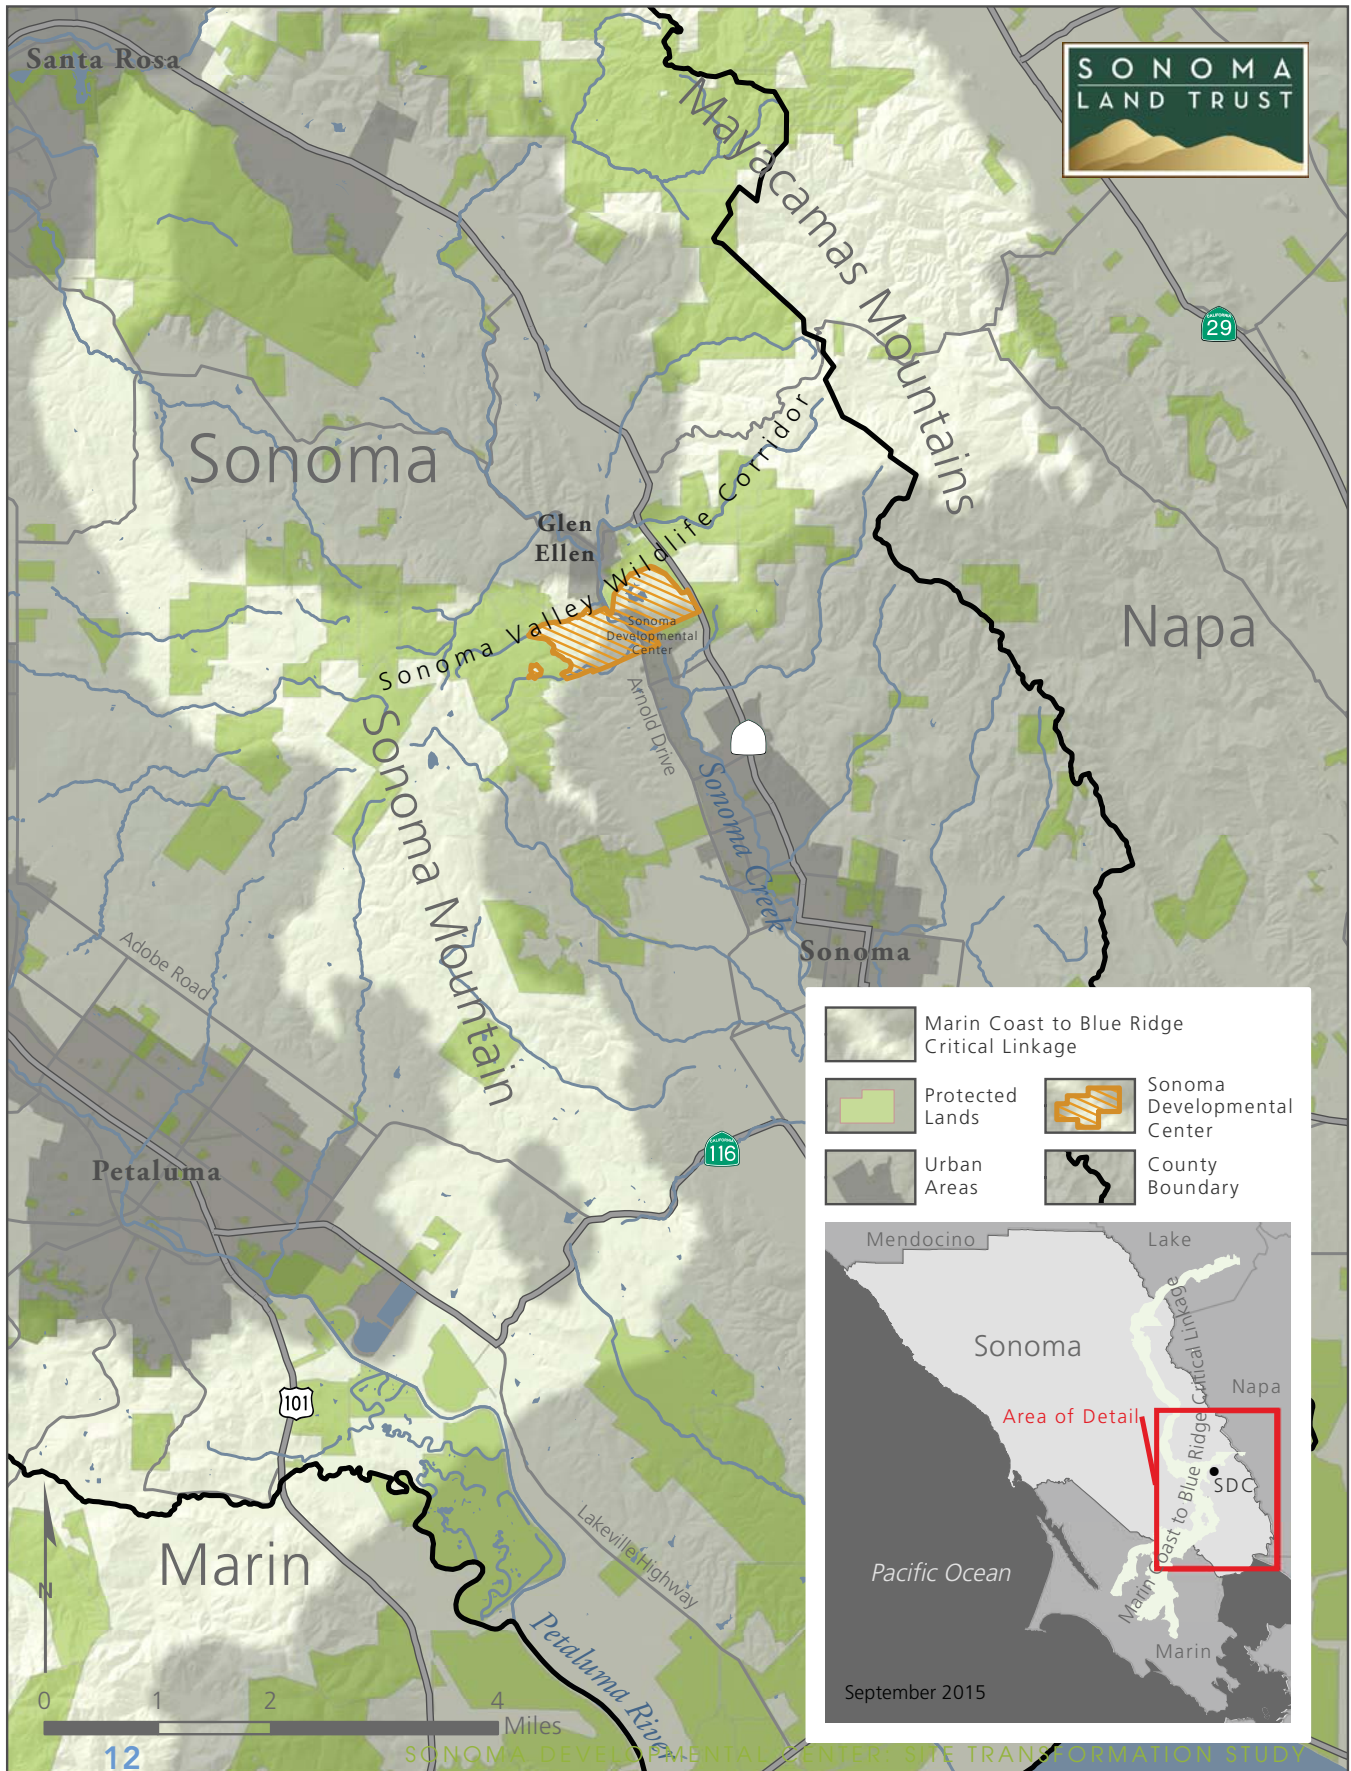 Santa Rosa
SONOMA
LAND TRUST
Mayacamas Mountains
CALIFORNIA
29
Sonoma
Glen
Ellen
Sonoma Valley Wildlife Corridor
Sonoma
Developmental
Center
Napa
Arnold Drive
Sonoma Mountain
Sonoma Creek
Adobe Road
Sonoma
Marin Coast to Blue Ridge
Critical Linkage
Protected
Lands
Sonoma
Developmental
Center
Urban
Areas
County
Boundary
CALIFORNIA
116
Petaluma
Mendocino
Lake
Sonoma
Napa
Marin Coast to Blue Ridge Critical Linkage
Area of Detail
SDC
Pacific Ocean
Marin
September 2015
101
Marin
Lakeville Highway
Petaluma River
N
0 1 2 4
Miles
12
SONOMA DEVELOPMENTAL CENTER: SITE TRANSFORMATION STUDY